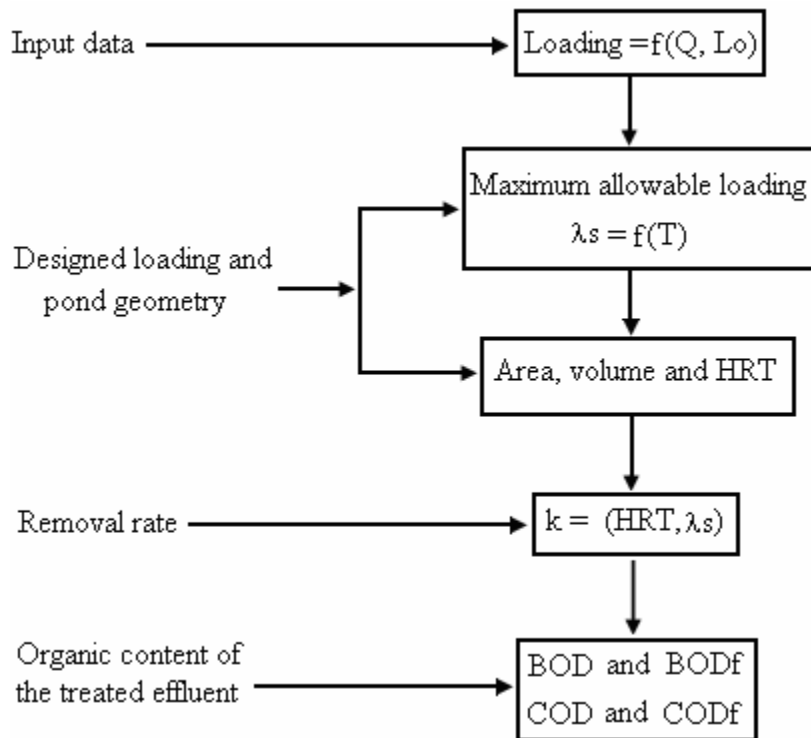 Input data
Loading = f(Q, Lo)
Maximum allowable loading
λs = f(T)
Designed loading and
pond geometry
Area, volume and HRT
Removal rate
k = (HRT, λs)
Organic content of
the treated effluent
BOD and BODf
COD and CODf